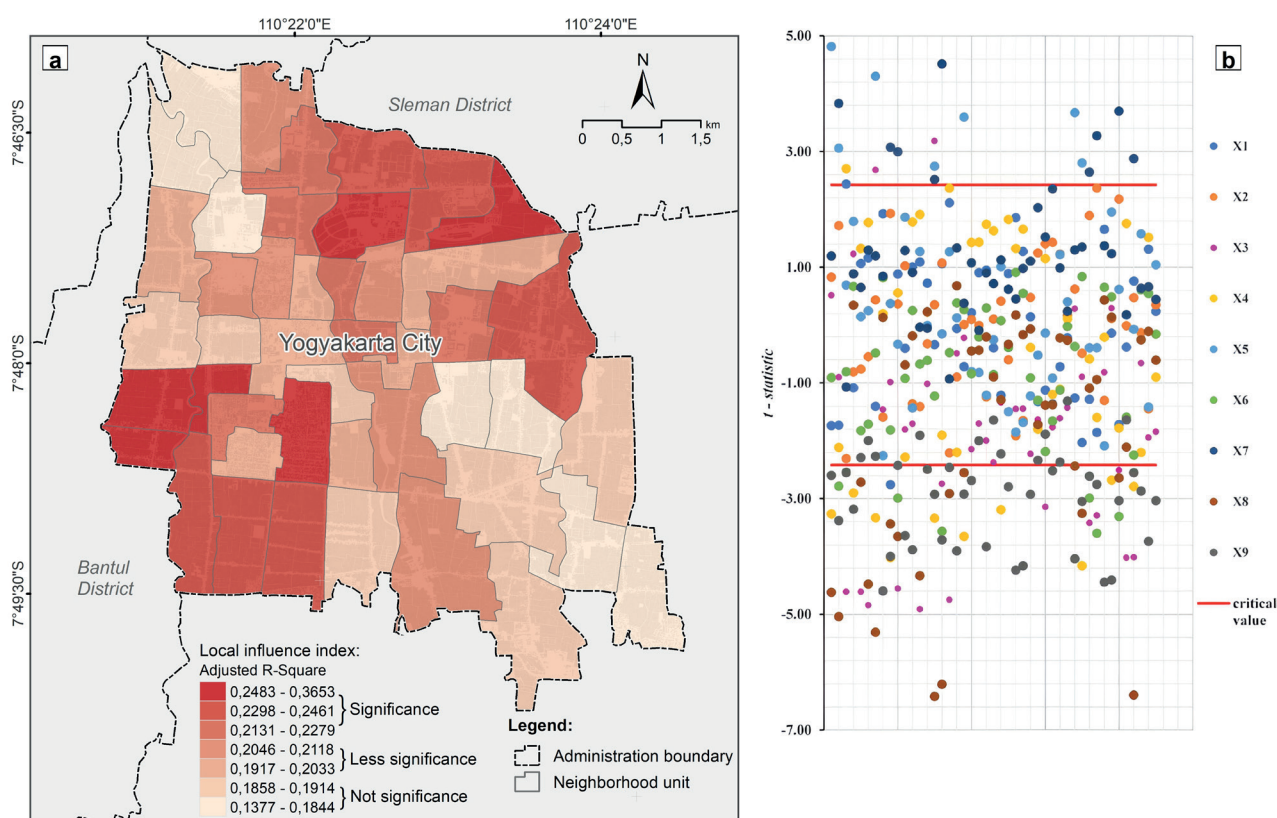 110°22'0"E
110°24'0"E
a
N
Sleman District
0 0,5 1 1,5 km
7°46'30"S
7°48'0"S
7°49'30"S
Yogyakarta City
Bantul
District
Local influence index:
Adjusted R-Square
0,2483 - 0,3653
0,2298 - 0,2461
0,2131 - 0,2279
0,2046 - 0,2118
0,1917 - 0,2033
0,1858 - 0,1914
0,1377 - 0,1844
Significance
Less significance
Not significance
Legend:
Administration boundary
Neighborhood unit
b
5.00
3.00
1.00
-1.00
-3.00
-5.00
-7.00
t - statistic
X1
X2
X3
X4
X5
X6
X7
X8
X9
critical
value